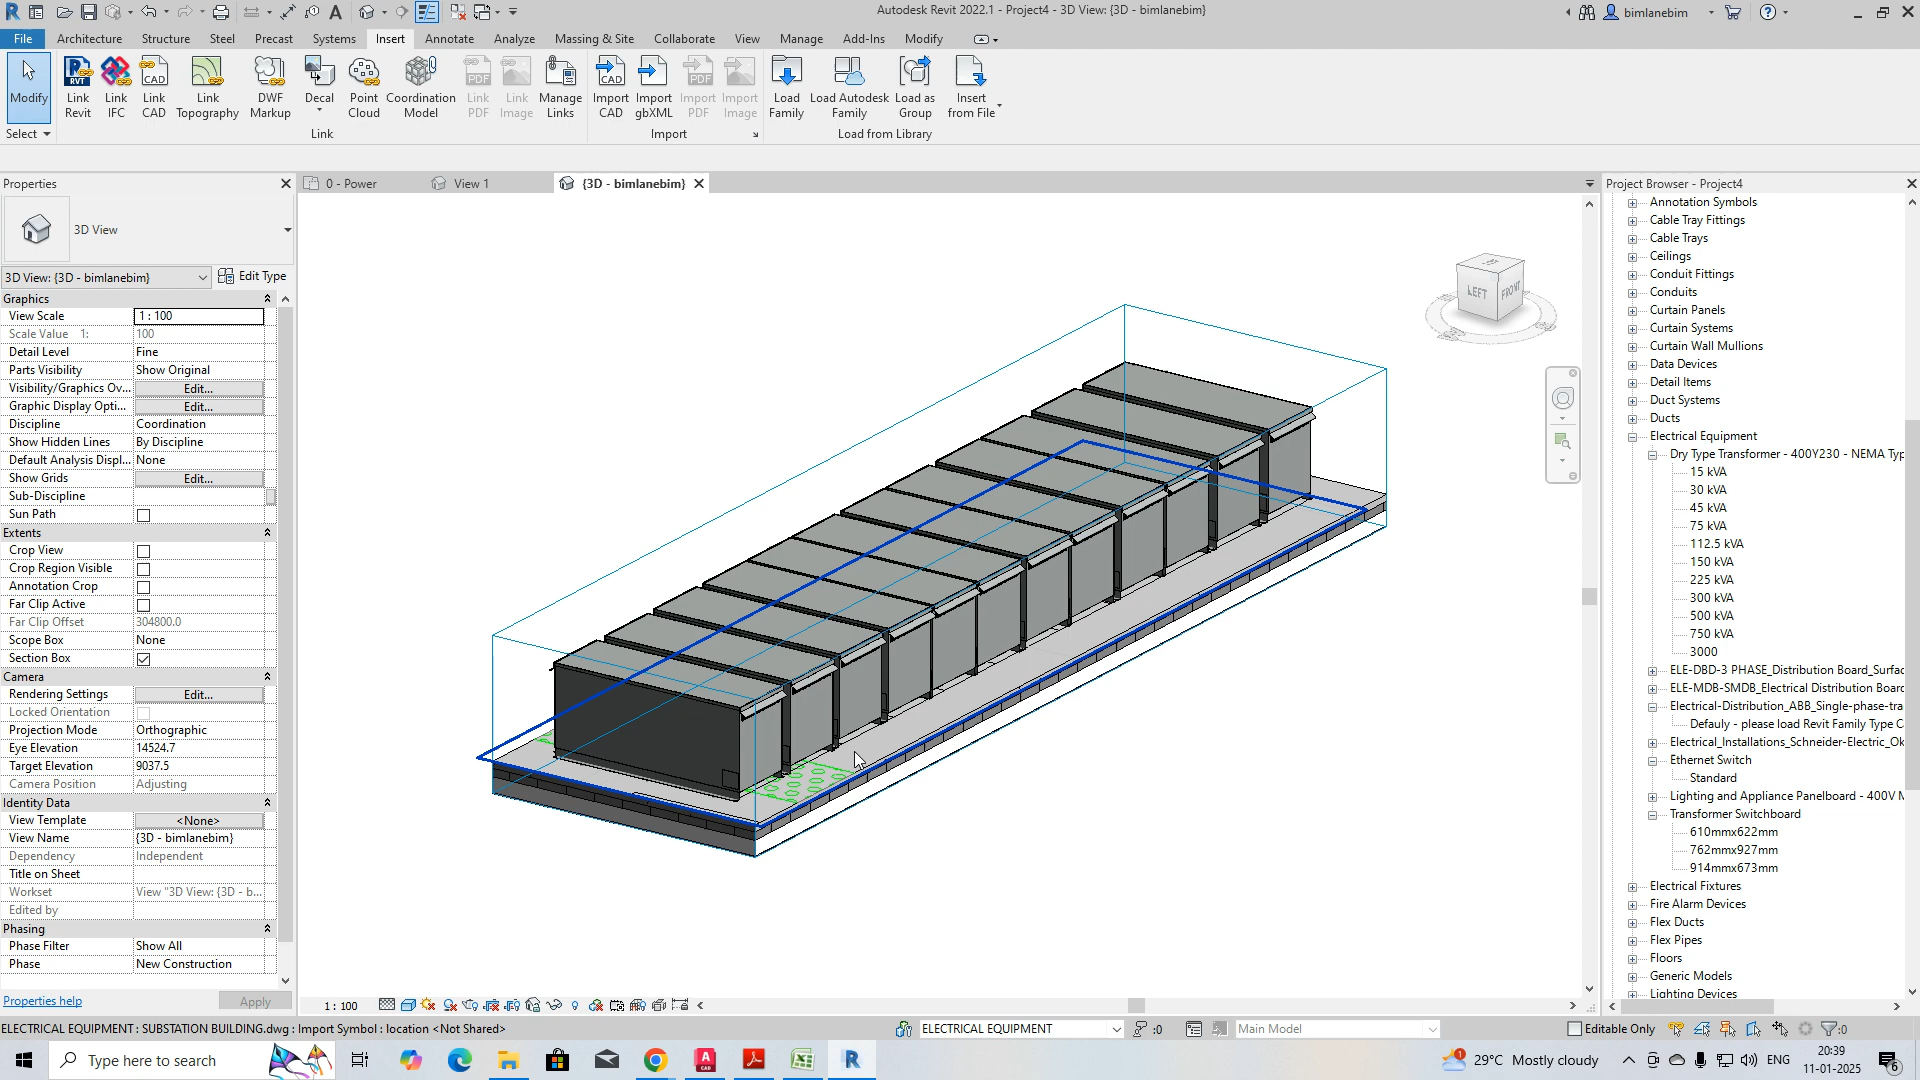 Autodesk Revit 2022.1 - Project4 - 3D View: {3D - bimlanebim}
bimlanebim
File Architecture Structure Steel Precast Systems Insert Annotate Analyze Massing & Site Collaborate View Manage Add-Ins Modify
Modify
Link Revit
Link IFC
Link CAD
Link Topography
DWF Markup
Decal
Point Cloud
Coordination Model
Link PDF
Link Image
Manage Links
Import CAD
Import gbXML
Import PDF
Import Image
Load Family
Load Autodesk Family
Load as Group
Insert from File
Select
Link
Import
Load from Library
Properties
0 - Power
View 1
{3D - bimlanebim}
Project Browser - Project4
3D View
3D View: {3D - bimlanebim}
Edit Type
Graphics
View Scale 1 : 100
Scale Value 1: 100
Detail Level Fine
Parts Visibility Show Original
Visibility/Graphics Ov... Edit...
Graphic Display Opti... Edit...
Discipline Coordination
Show Hidden Lines By Discipline
Default Analysis Displ... None
Show Grids Edit...
Sub-Discipline
Sun Path
Extents
Crop View
Crop Region Visible
Annotation Crop
Far Clip Active
Far Clip Offset 304800.0
Scope Box None
Section Box
Camera
Rendering Settings Edit...
Locked Orientation
Projection Mode Orthographic
Eye Elevation 14524.7
Target Elevation 9037.5
Camera Position Adjusting
Identity Data
View Template <None>
View Name {3D - bimlanebim}
Dependency Independent
Title on Sheet
Workset View "3D View: {3D - b...
Edited by
Phasing
Phase Filter Show All
Phase New Construction
Properties help
Apply
LEFT
FRONT
Annotation Symbols
Cable Tray Fittings
Cable Trays
Ceilings
Conduit Fittings
Conduits
Curtain Panels
Curtain Systems
Curtain Wall Mullions
Data Devices
Detail Items
Duct Systems
Ducts
Electrical Equipment
Dry Type Transformer - 400Y230 - NEMA Typ
15 kVA
30 kVA
45 kVA
75 kVA
112.5 kVA
150 kVA
225 kVA
300 kVA
500 kVA
750 kVA
3000
ELE-DBD-3 PHASE_Distribution Board_Surfac
ELE-MDB-SMDB_Electrical Distribution Board
Electrical-Distribution_ABB_Single-phase-tra
Defauly - please load Revit Family Type C
Electrical_Installations_Schneider-Electric_Ok
Ethernet Switch
Standard
Lighting and Appliance Panelboard - 400V M
Transformer Switchboard
610mmx622mm
762mmx927mm
914mmx673mm
Electrical Fixtures
Fire Alarm Devices
Flex Ducts
Flex Pipes
Floors
Generic Models
Lighting Devices
1 : 100
ELECTRICAL EQUIPMENT : SUBSTATION BUILDING.dwg : Import Symbol : location <Not Shared>
ELECTRICAL EQUIPMENT
:0
Main Model
Editable Only
:0
Type here to search
29°C Mostly cloudy
ENG
20:39
11-01-2025
6